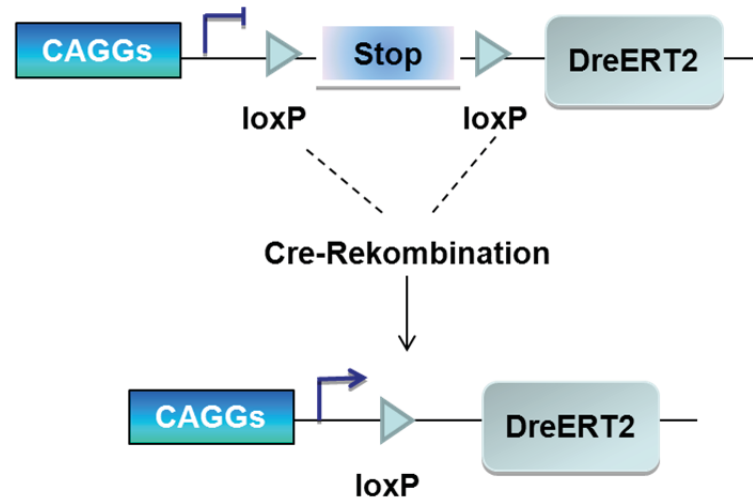 CAGGs Stop DreERT2
loxP loxP
Cre-Rekombination
CAGGs DreERT2
loxP